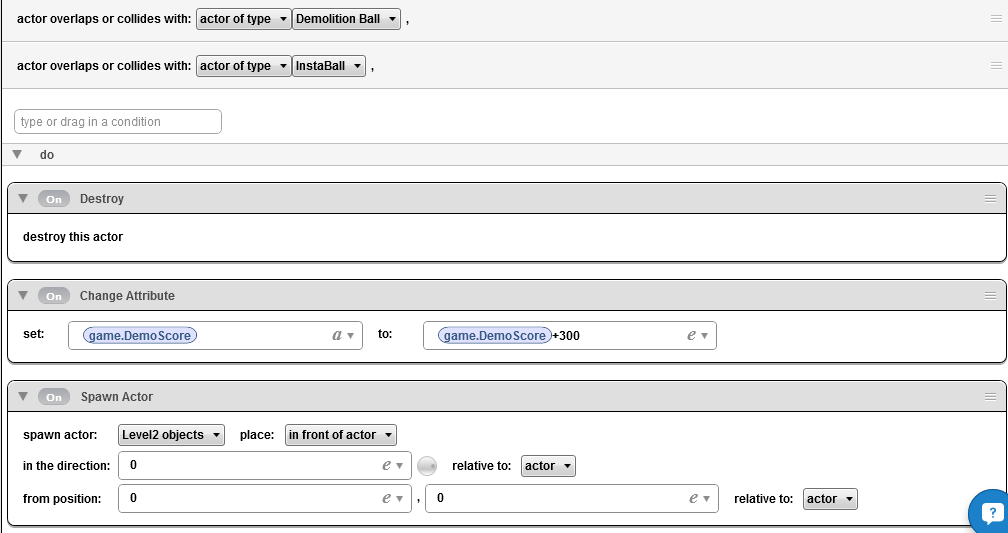 actor overlaps or collides with: actor of type Demolition Ball ,
actor overlaps or collides with: actor of type InstaBall ,
type or drag in a condition
do
On Destroy
destroy this actor
On Change Attribute
set: game.DemoScore a to: game.DemoScore+300 e
On Spawn Actor
spawn actor: Level2 objects place: in front of actor
in the direction: 0 e relative to: actor
from position: 0 e , 0 e relative to: actor
?